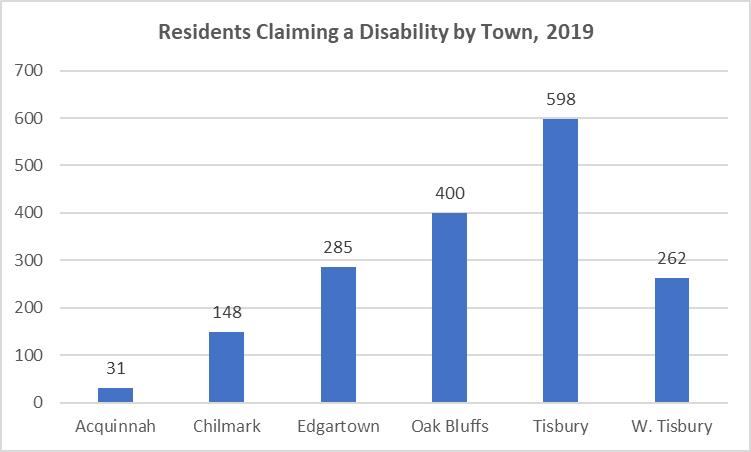 Residents Claiming a Disability by Town, 2019
700
600
500
400
300
200
100
0
31
148
285
400
598
262
Acquinnah
Chilmark
Edgartown
Oak Bluffs
Tisbury
W. Tisbury